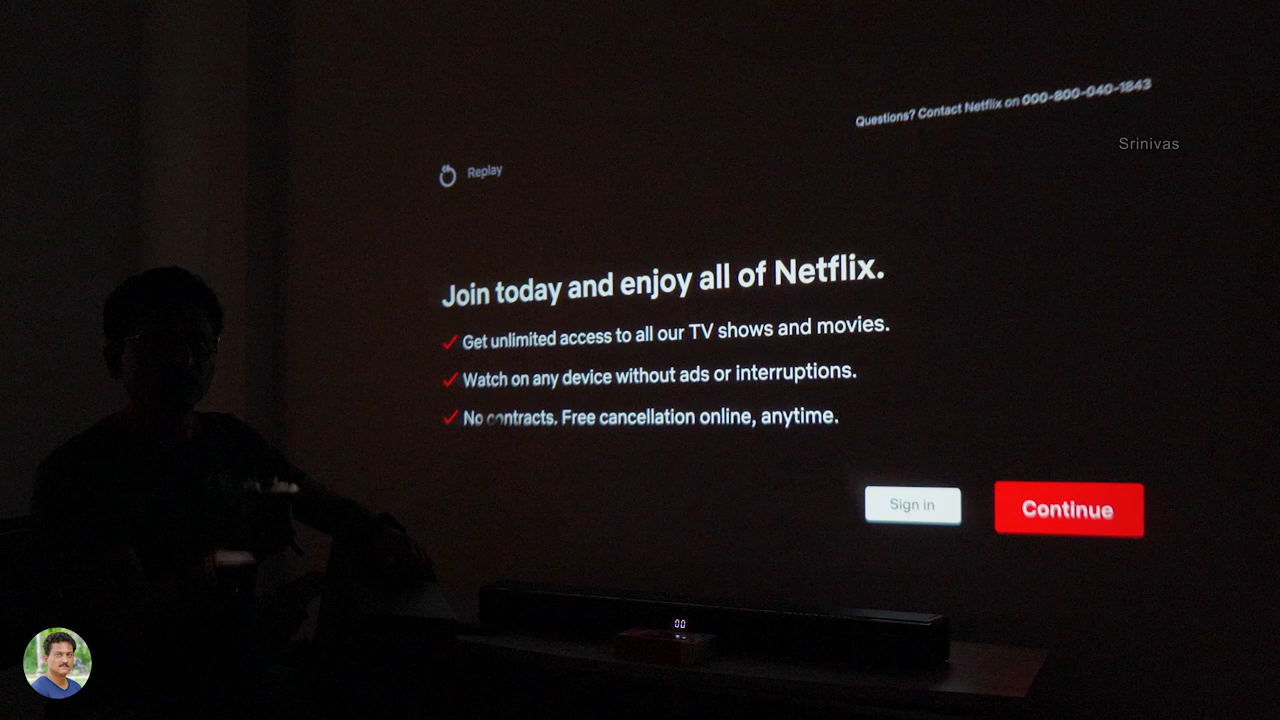 Questions? Contact Netflix on 000-800-040-1843
Srinivas
Replay
Join today and enjoy all of Netflix.
Get unlimited access to all our TV shows and movies.
Watch on any device without ads or interruptions.
No contracts. Free cancellation online, anytime.
Sign in
Continue
00